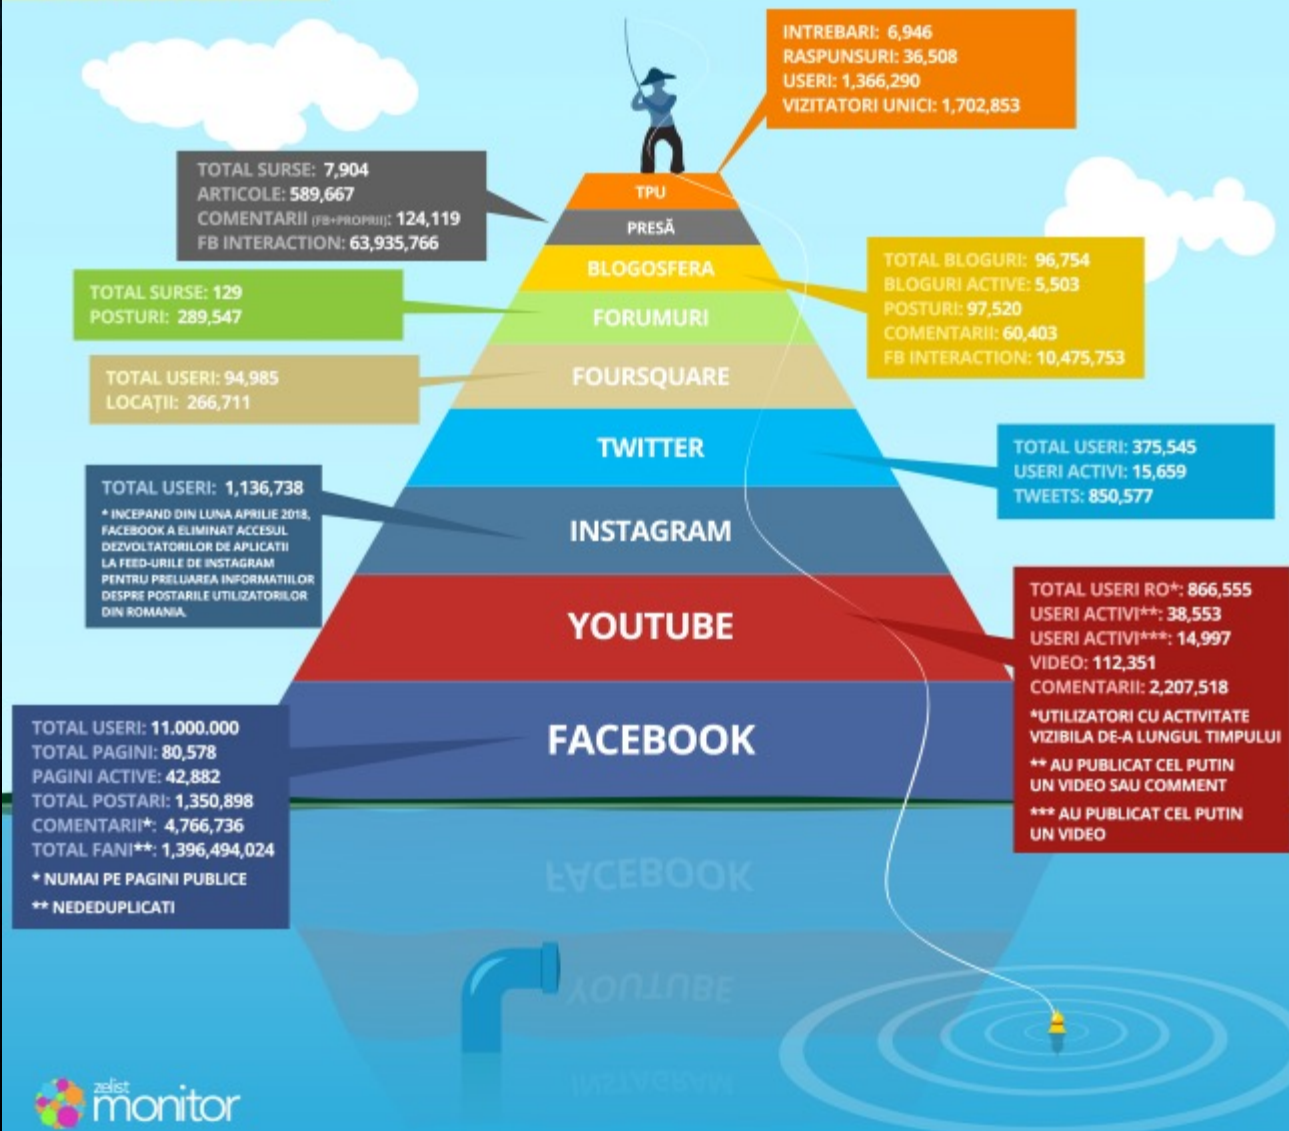 INTREBARI: 6,946
RASPUNSURI: 36,508
USERI: 1,366,290
VIZITATORI UNICI: 1,702,853
TOTAL SURSE: 7,904
ARTICOLE: 589,667
COMENTARII (FB+PROPRII): 124,119
FB INTERACTION: 63,935,766
TPU
PRESĂ
BLOGOSFERA
TOTAL BLOGURI: 96,754
BLOGURI ACTIVE: 5,503
POSTURI: 97,520
COMENTARII: 60,403
FB INTERACTION: 10,475,753
TOTAL SURSE: 129
POSTURI: 289,547
FORUMURI
TOTAL USERI: 94,985
LOCAȚII: 266,711
FOURSQUARE
TWITTER
TOTAL USERI: 375,545
USERI ACTIVI: 15,659
TWEETS: 850,577
TOTAL USERI: 1,136,738
* INCEPAND DIN LUNA APRILIE 2018,
FACEBOOK A ELIMINAT ACCESUL
DEZVOLTATORILOR DE APLICATII
LA FEED-URILE DE INSTAGRAM
PENTRU PRELUAREA INFORMATIILOR
DESPRE POSTARILE UTILIZATORILOR
DIN ROMANIA.
INSTAGRAM
YOUTUBE
TOTAL USERI RO*: 866,555
USERI ACTIVI**: 38,553
USERI ACTIVI***: 14,997
VIDEO: 112,351
COMENTARII: 2,207,518
*UTILIZATORI CU ACTIVITATE
VIZIBILA DE-A LUNGUL TIMPULUI
** AU PUBLICAT CEL PUTIN
UN VIDEO SAU COMMENT
*** AU PUBLICAT CEL PUTIN
UN VIDEO
TOTAL USERI: 11.000.000
TOTAL PAGINI: 80,578
PAGINI ACTIVE: 42,882
TOTAL POSTARI: 1,350,898
COMENTARII*: 4,766,736
TOTAL FANI**: 1,396,494,024
* NUMAI PE PAGINI PUBLICE
** NEDEDUPLICATI
FACEBOOK
FACEBOOK
YOUTUBE
INSTAGRAM
zelist
monitor